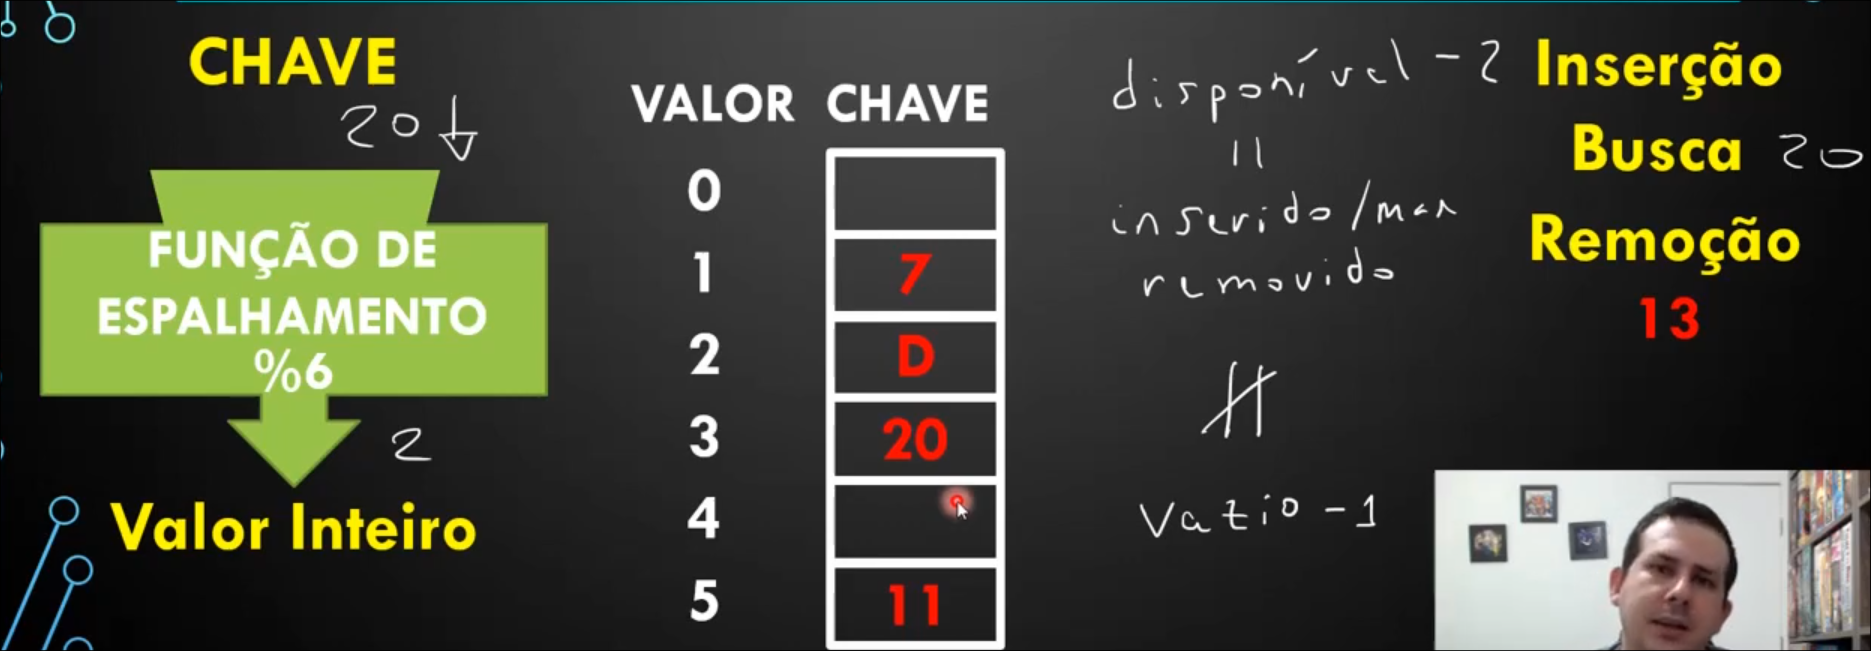 CHAVE
20
FUNÇÃO DE
ESPALHAMENTO
%6
2
Valor Inteiro
VALOR CHAVE
0
1 7
2 D
3 20
4
5 11
disponível - 2
inserido/mas
removido
vazio - 1
Inserção
Busca 20
Remoção
13